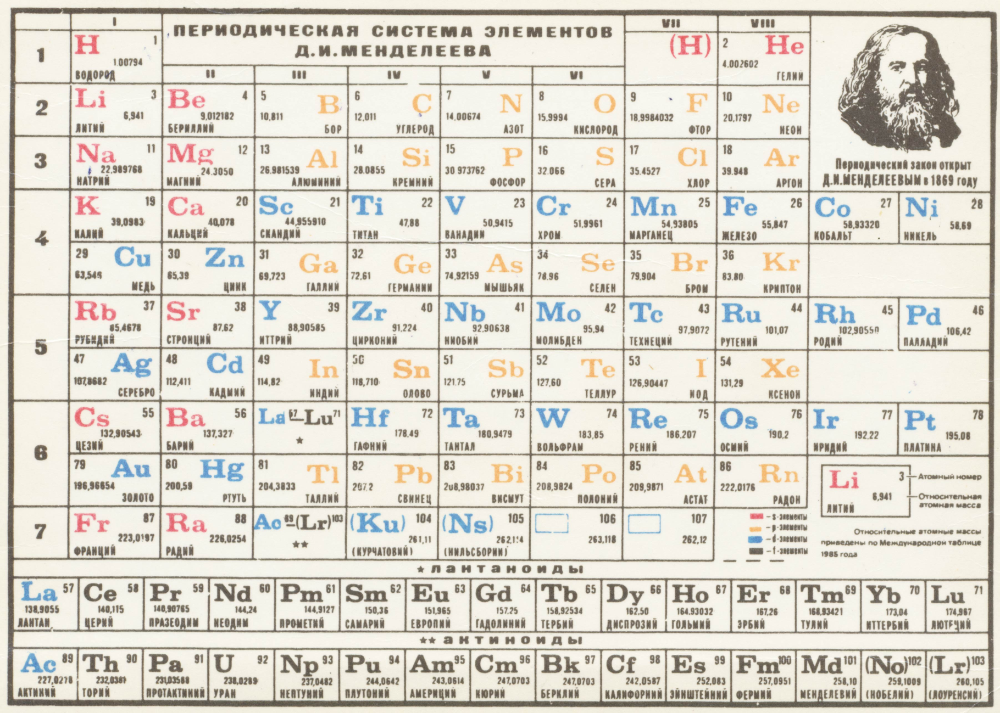 I
ПЕРИОДИЧЕСКАЯ СИСТЕМА ЭЛЕМЕНТОВ
Д.И.МЕНДЕЛЕЕВА
VII VIII
II III IV V VI
1
H 1 1.00794 ВОДОРОД
(H)
2 He 4.002602 ГЕЛИЙ
2
Li 3 6,941 ЛИТИЙ
Be 4 9,012182 БЕРИЛЛИЙ
5 B 10,811 БОР
6 C 12,011 УГЛЕРОД
7 N 14,00674 АЗОТ
8 O 15,9994 КИСЛОРОД
9 F 18,9984032 ФТОР
10 Ne 20,1797 НЕОН
3
Na 11 22,989768 НАТРИЙ
Mg 12 24.3050 МАГНИЙ
13 Al 26.981539 АЛЮМИНИЙ
14 Si 28.0855 КРЕМНИЙ
15 P 30 973762 ФОСФОР
16 S 32.066 СЕРА
17 Cl 35.4527 ХЛОР
18 Ar 39.948 АРГОН
Периодический закон открыт
Д.И.МЕНДЕЛЕЕВЫМ в 1869 году
4
K 19 39,0983 КАЛИЙ
Ca 20 40,078 КАЛЬЦИЙ
Sc 21 44,955910 СКАНДИЙ
Ti 22 47,88 ТИТАН
V 23 50,9415 ВАНАДИЙ
Cr 24 51,9961 ХРОМ
Mn 25 54,93805 МАРГАНЕЦ
Fe 26 55,847 ЖЕЛЕЗО
Co 27 58,93320 КОБАЛЬТ
Ni 28 58,69 НИКЕЛЬ
29 Cu 63,546 МЕДЬ
30 Zn 65,39 ЦИНК
31 Ga 69,723 ГАЛЛИЙ
32 Ge 72,61 ГЕРМАНИЙ
33 As 74,92159 МЫШЬЯК
34 Se 78.96 СЕЛЕН
35 Br 79,904 БРОМ
36 Kr 83.80 КРИПТОН
5
Rb 37 85,4678 РУБИДИЙ
Sr 38 87.62 СТРОНЦИЙ
Y 39 88,90585 ИТТРИЙ
Zr 40 91,224 ЦИРКОНИЙ
Nb 41 92,90638 НИОБИЙ
Mo 42 95,94 МОЛИБДЕН
Tc 43 97,9072 ТЕХНЕЦИЙ
Ru 44 101,07 РУТЕНИЙ
Rh 45 102,90550 РОДИЙ
Pd 46 106,42 ПАЛЛАДИЙ
47 Ag 107,8682 СЕРЕБРО
48 Cd 112,411 КАДМИЙ
49 In 114,82 ИНДИЙ
50 Sn 118,710 ОЛОВО
51 Sb 121.75 СУРЬМА
52 Te 127,60 ТЕЛЛУР
53 I 126,90447 ИОД
54 Xe 131,29 КСЕНОН
6
Cs 55 132,90543 ЦЕЗИЙ
Ba 56 137,327 БАРИЙ
La 57–Lu 71 ★
Hf 72 178,49 ГАФНИЙ
Ta 73 180,9479 ТАНТАЛ
W 74 183,85 ВОЛЬФРАМ
Re 75 186,207 РЕНИЙ
Os 76 190,2 ОСМИЙ
Ir 77 192,22 ИРИДИЙ
Pt 78 195,08 ПЛАТИНА
79 Au 196,96654 ЗОЛОТО
80 Hg 200,59 РТУТЬ
81 Tl 204,3833 ТАЛЛИЙ
82 Pb 207,2 СВИНЕЦ
83 Bi 208,98037 ВИСМУТ
84 Po 208,9824 ПОЛОНИЙ
85 At 209,9871 АСТАТ
86 Rn 222,0176 РАДОН
Li 3 6,941 ЛИТИЙ
Атомный номер
Относительная
атомная масса
7
Fr 87 223,0197 ФРАНЦИЙ
Ra 88 226,0254 РАДИЙ
Ac 89–(Lr) 103 ★★
(Ku) 104 261,11 (КУРЧАТОВИЙ)
(Ns) 105 262,114 (НИЛЬСБОРИЙ)
106 263,118
107 262,12
– s-элементы
– p-элементы
– d-элементы
– f-элементы
Относительные атомные массы
приведены по Международной таблице
1985 года
★ лантаноиды
La 57 138,9055 ЛАНТАН
Ce 58 140,115 ЦЕРИЙ
Pr 59 140,90765 ПРАЗЕОДИМ
Nd 60 144,24 НЕОДИМ
Pm 61 144,9127 ПРОМЕТИЙ
Sm 62 150,36 САМАРИЙ
Eu 63 151,965 ЕВРОПИЙ
Gd 64 157.25 ГАДОЛИНИЙ
Tb 65 158,92534 ТЕРБИЙ
Dy 66 162.50 ДИСПРОЗИЙ
Ho 67 164.93032 ГОЛЬМИЙ
Er 68 167,26 ЭРБИЙ
Tm 69 168,93421 ТУЛИЙ
Yb 70 173,04 ИТТЕРБИЙ
Lu 71 174,967 ЛЮТЕЦИЙ
★★ актиноиды
Ac 89 227,0278 АКТИНИЙ
Th 90 232,0381 ТОРИЙ
Pa 91 231,03588 ПРОТАКТИНИЙ
U 92 238,0289 УРАН
Np 93 237,0482 НЕПТУНИЙ
Pu 94 244,0642 ПЛУТОНИЙ
Am 95 243,0614 АМЕРИЦИЙ
Cm 96 247,0703 КЮРИЙ
Bk 97 247,0703 БЕРКЛИЙ
Cf 98 242,0587 КАЛИФОРНИЙ
Es 99 252,083 ЭЙНШТЕЙНИЙ
Fm 100 257,0951 ФЕРМИЙ
Md 101 258,10 МЕНДЕЛЕВИЙ
(No) 102 259,1009 (НОБЕЛИЙ)
(Lr) 103 260,105 (ЛОУРЕНСИЙ)